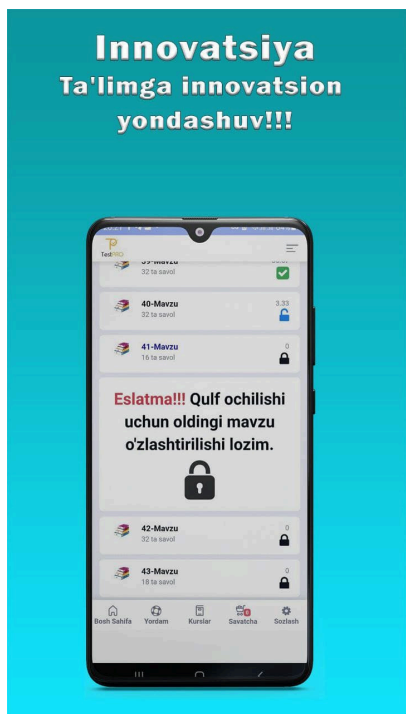 Innovatsiya
Ta'limga innovatsion
yondashuv!!!
TestPRO
39-Mavzu
32 ta savol
40-Mavzu
3.33
32 ta savol
41-Mavzu
0
16 ta savol
Eslatma!!! Qulf ochilishi
uchun oldingi mavzu
o'zlashtirilishi lozim.
42-Mavzu
0
32 ta savol
43-Mavzu
0
18 ta savol
Bosh Sahifa Yordam Kurslar Savatcha Sozlash